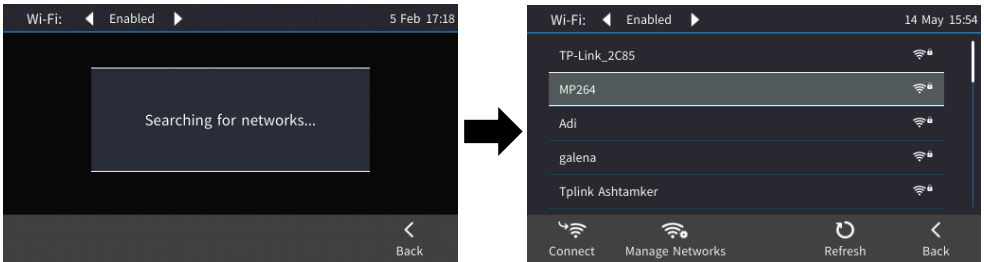 Wi-Fi: Enabled 5 Feb 17:18
Searching for networks...
Back
Wi-Fi: Enabled 14 May 15:54
TP-Link_2C85
MP264
Adi
galena
Tplink Ashtamker
Connect Manage Networks Refresh Back